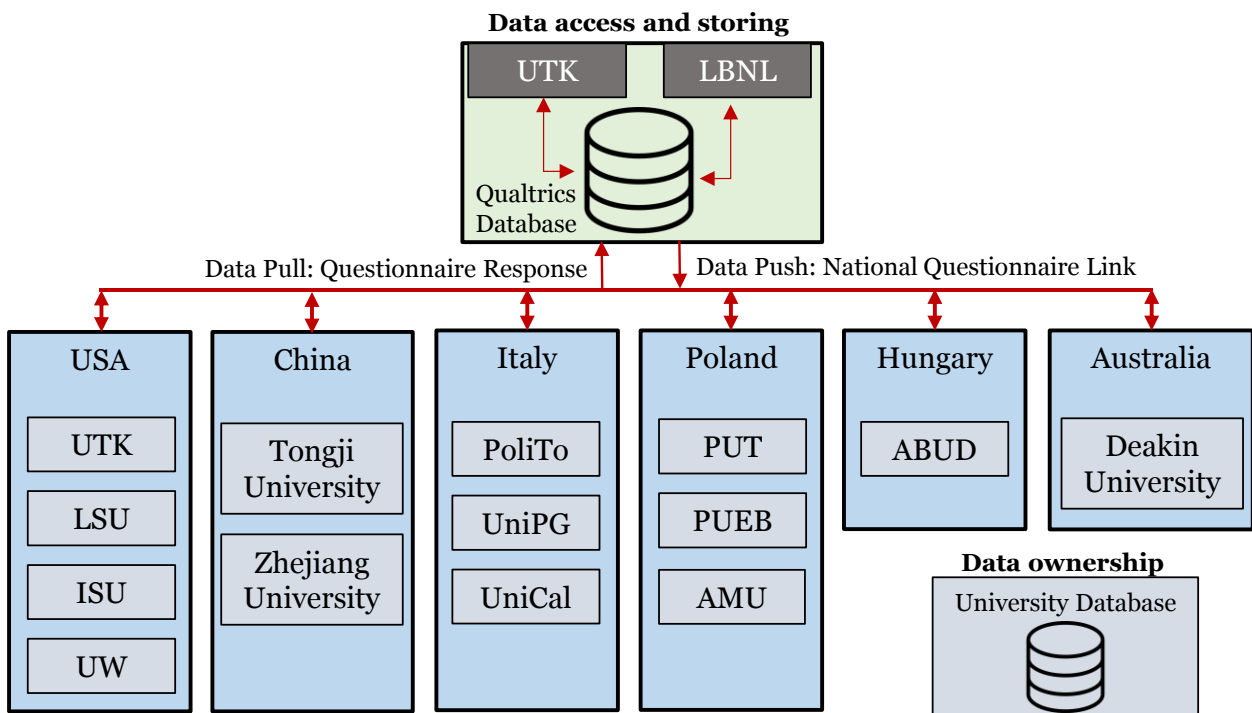 Data access and storing
UTK
LBNL
Qualtrics
Database
Data Pull: Questionnaire Response
Data Push: National Questionnaire Link
USA
UTK
LSU
ISU
UW
China
Tongji
University
Zhejiang
University
Italy
PoliTo
UniPG
UniCal
Poland
PUT
PUEB
AMU
Hungary
ABUD
Australia
Deakin
University
Data ownership
University Database